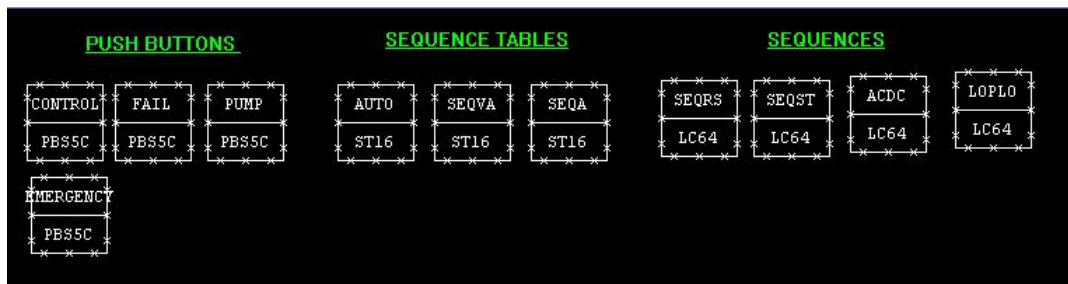 PUSH BUTTONS
CONTROL FAIL PUMP
PBS5C PBS5C PBS5C
EMERGENCY
PBS5C
SEQUENCE TABLES
AUTO SEQVA SEQA
ST16 ST16 ST16
SEQUENCES
SEQRS SEQST ACDC LOPLO
LC64 LC64 LC64 LC64